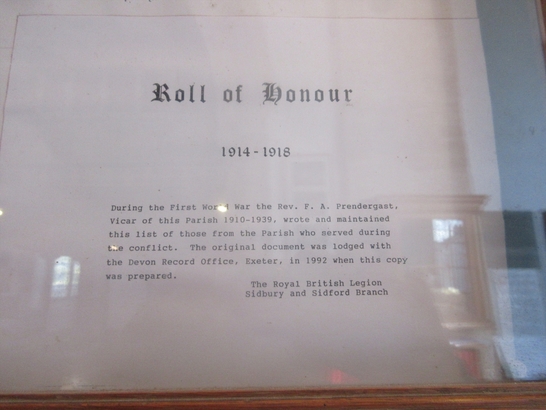 Roll of Honour
1914-1918
During the First World War the Rev. F. A. Prendergast,
Vicar of this Parish 1910-1939, wrote and maintained
this list of those from the Parish who served during
the conflict. The original document was lodged with
the Devon Record Office, Exeter, in 1992 when this copy
was prepared.
The Royal British Legion
Sidbury and Sidford Branch